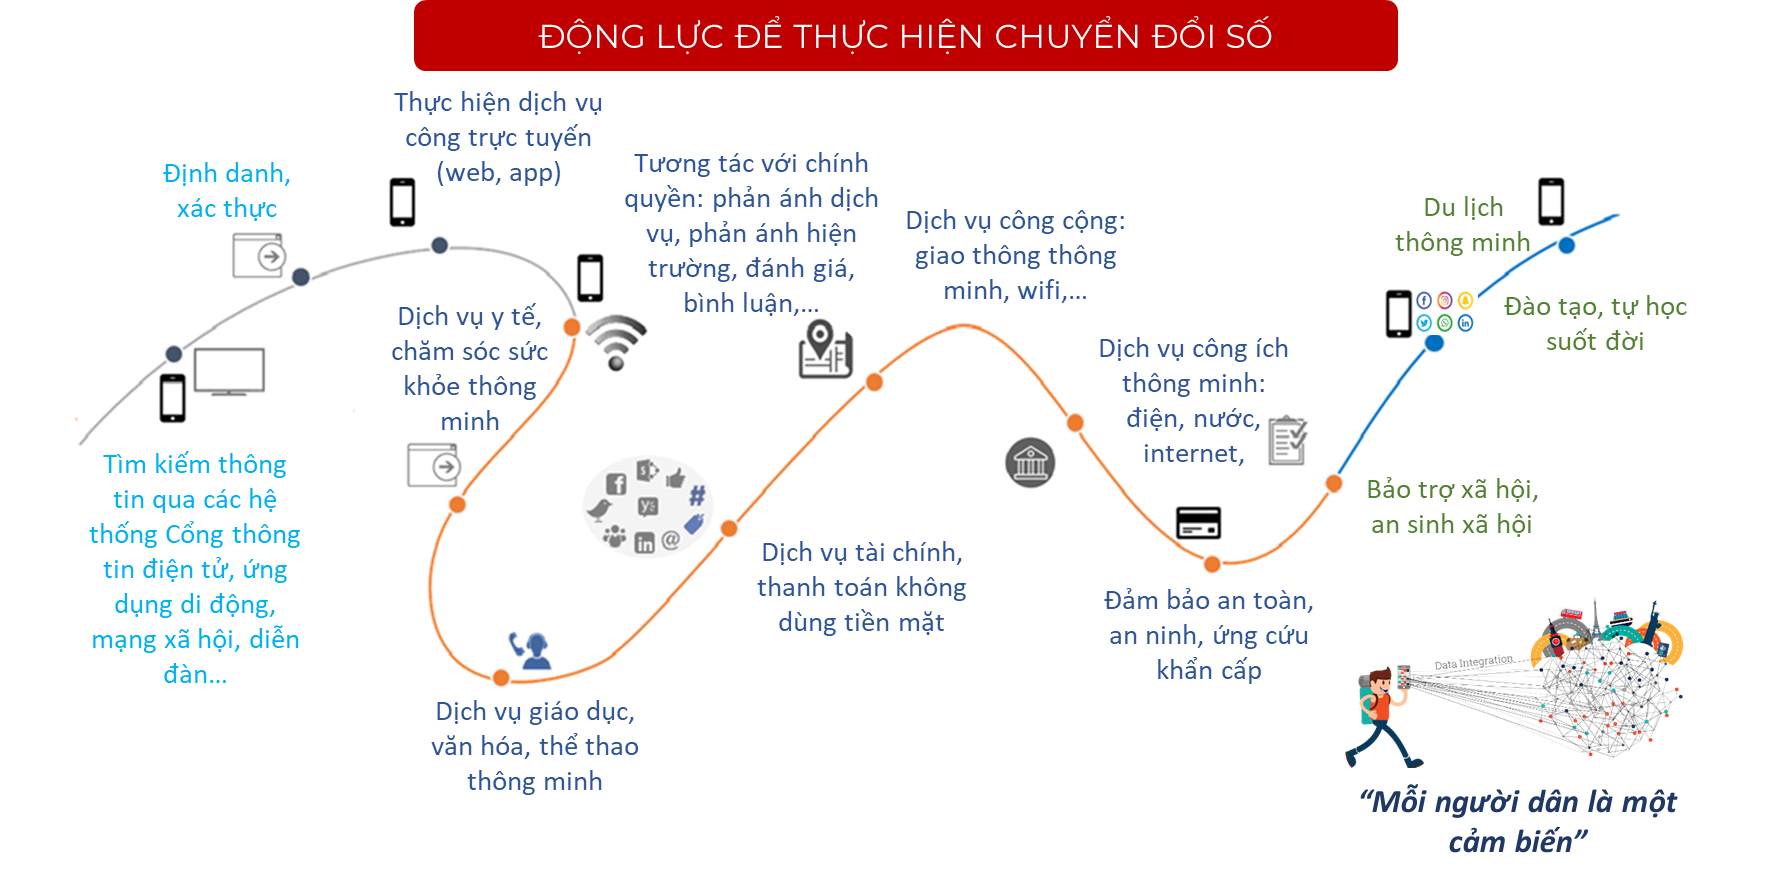 ĐỘNG LỰC ĐỂ THỰC HIỆN CHUYỂN ĐỔI SỐ
Thực hiện dịch vụ
công trực tuyến
(web, app)
Định danh,
xác thực
Tương tác với chính
quyền: phản ánh dịch
vụ, phản ánh hiện
trường, đánh giá,
bình luận,...
Dịch vụ công cộng:
giao thông thông
minh, wifi,...
Du lịch
thông minh
Đào tạo, tự học
suốt đời
Dịch vụ y tế,
chăm sóc sức
khỏe thông
minh
Dịch vụ công ích
thông minh:
điện, nước,
internet,
Tìm kiếm thông
tin qua các hệ
thống Cổng thông
tin điện tử, ứng
dụng di động,
mạng xã hội, diễn
đàn...
Bảo trợ xã hội,
an sinh xã hội
Dịch vụ tài chính,
thanh toán không
dùng tiền mặt
Đảm bảo an toàn,
an ninh, ứng cứu
khẩn cấp
Dịch vụ giáo dục,
văn hóa, thể thao
thông minh
Data Integration
“Mỗi người dân là một
cảm biến”